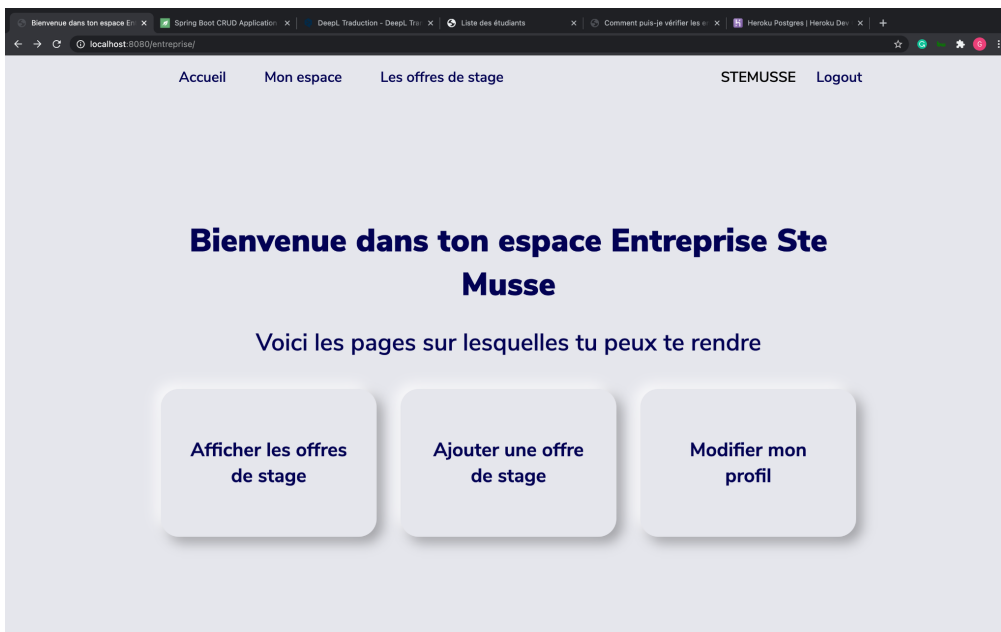 Bienvenue dans ton espace En
Spring Boot CRUD Application
DeepL Traduction - DeepL Tran
Liste des étudiants
Comment puis-je vérifier les e
Heroku Postgres | Heroku Dev
localhost:8080/entreprise/
G
Accueil Mon espace Les offres de stage STEMUSSE Logout
Bienvenue dans ton espace Entreprise Ste
Musse
Voici les pages sur lesquelles tu peux te rendre
Afficher les offres
de stage
Ajouter une offre
de stage
Modifier mon
profil